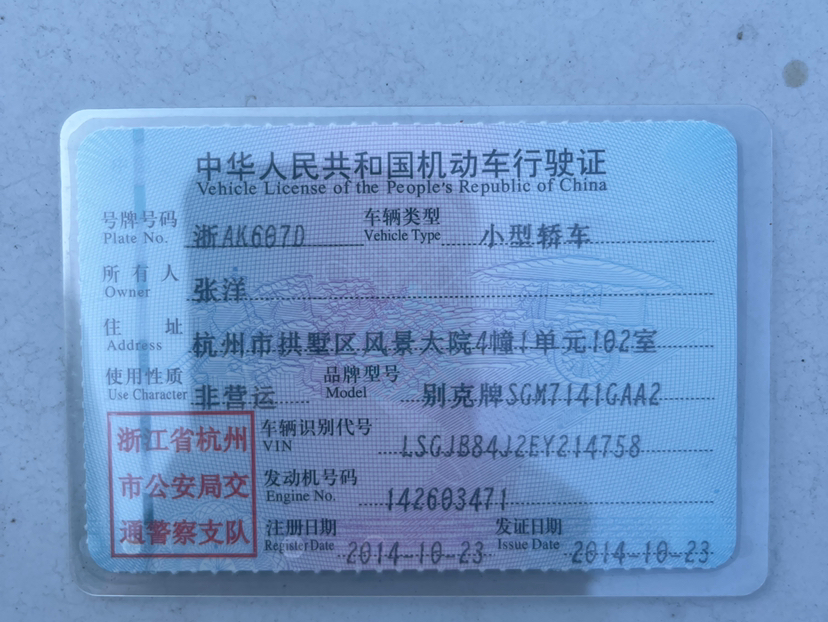 中华人民共和国机动车行驶证
Vehicle License of the People's Republic of China
号牌号码 浙AK607D 车辆类型 小型轿车
Plate No. Vehicle Type
所有人 张洋
Owner
住址 杭州市拱墅区风景大院4幢1单元102室
Address
使用性质 非营运 品牌型号 别克牌SGM7141GAA2
Use Character Model
浙江省杭州
市公安局交
通警察支队
车辆识别代号 LSGJB84J2EY214758
VIN
发动机号码 142603471
Engine No.
注册日期 2014-10-23 发证日期 2014-10-23
Register Date Issue Date